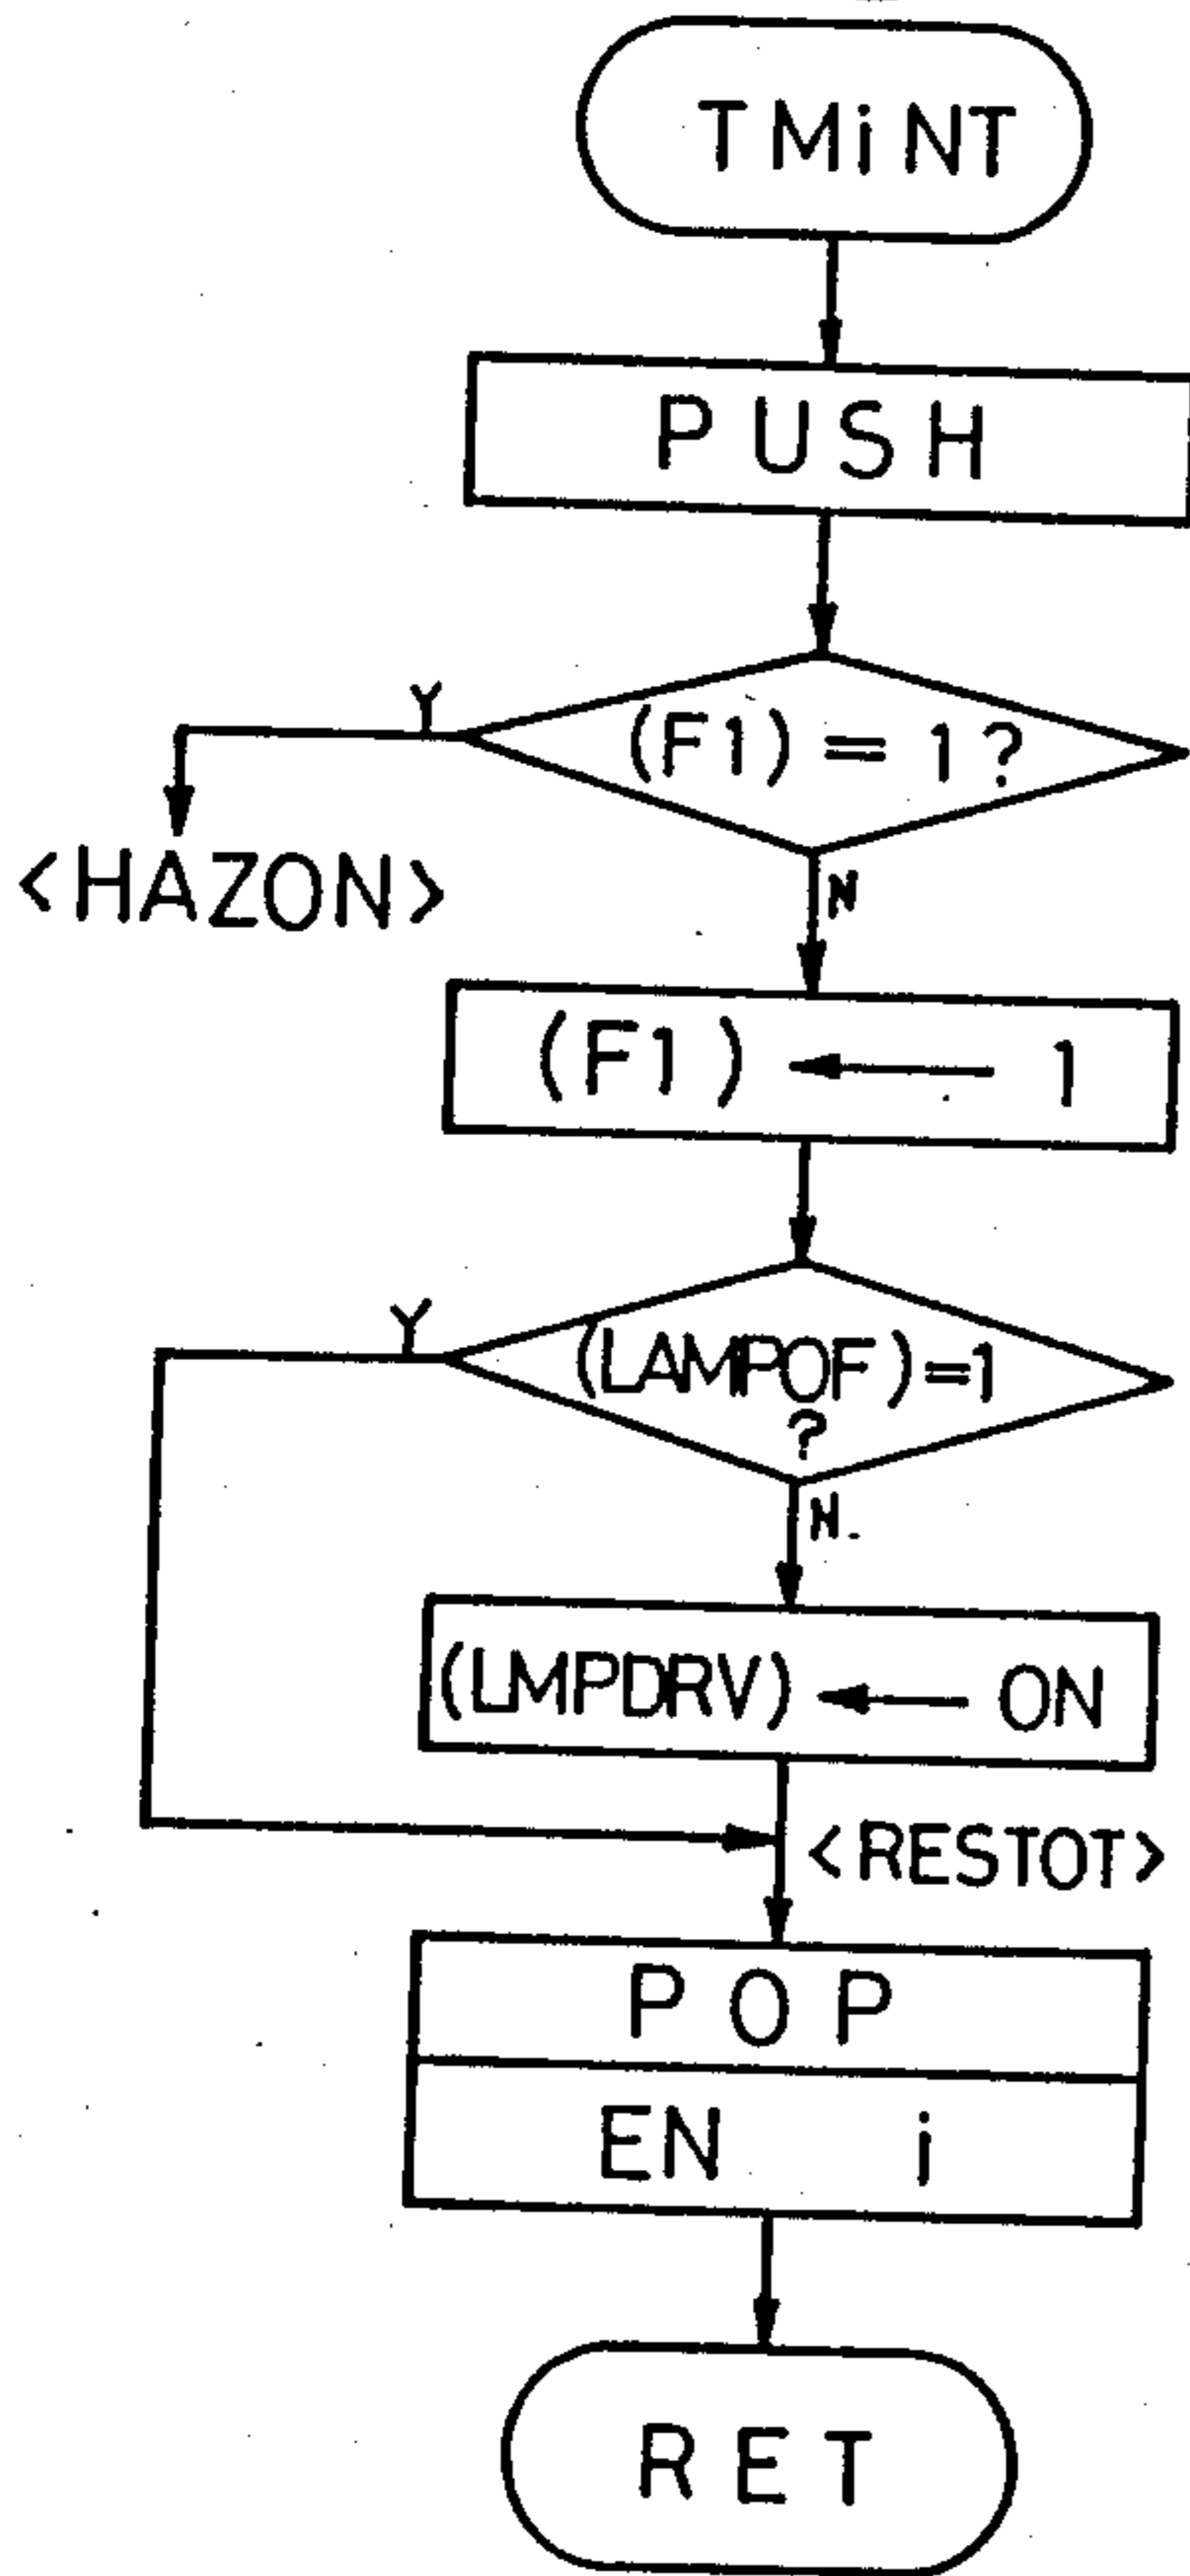 TMiNT
PUSH
Y
(F1) = 1 ?
<HAZON>
N
(F1) ← 1
Y
(LAMPOF)=1
?
N
(LMPDRV) ← ON
<RESTOT>
POP
EN i
RET